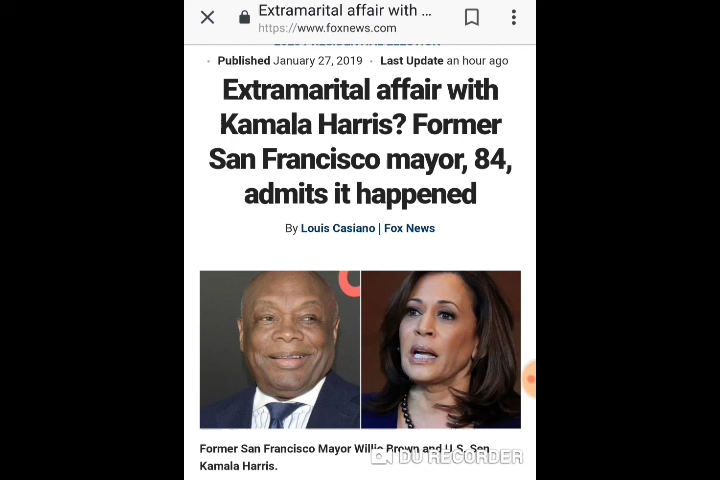 Extramarital affair with ...
https://www.foxnews.com
Published January 27, 2019 · Last Update an hour ago
Extramarital affair with
Kamala Harris? Former
San Francisco mayor, 84,
admits it happened
By Louis Casiano | Fox News
Former San Francisco Mayor Willie Brown and U.S. Sen.
Kamala Harris.
DU RECORDER